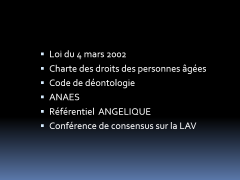 ▪ Loi du 4 mars 2002
▪ Charte des droits des personnes âgées
▪ Code de déontologie
▪ ANAES
▪ Référentiel ANGELIQUE
▪ Conférence de consensus sur la LAV